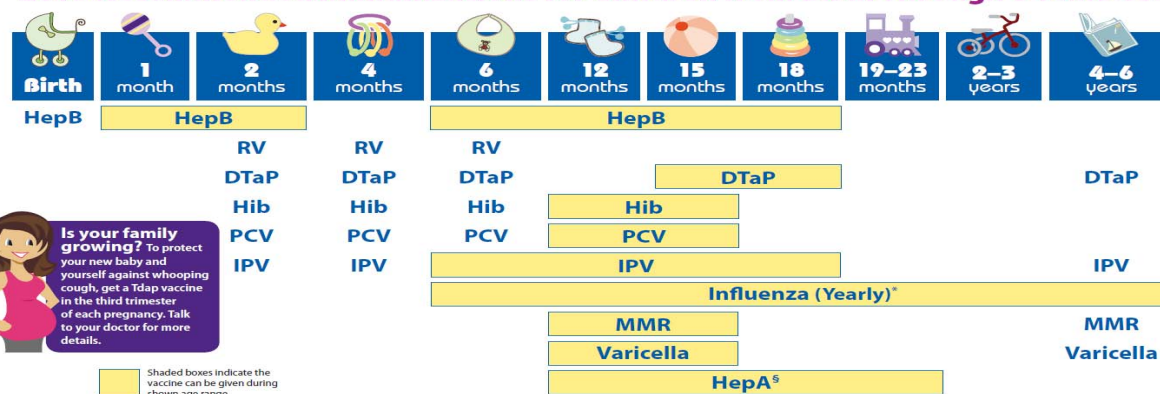 Birth
1
month
2
months
4
months
6
months
12
months
15
months
18
months
19–23
months
2–3
years
4–6
years
HepB HepB HepB
RV RV RV
DTaP DTaP DTaP DTaP DTaP
Hib Hib Hib Hib
PCV PCV PCV PCV
IPV IPV IPV IPV
Influenza (Yearly)*
MMR MMR
Varicella Varicella
HepA§
Is your family
growing? To protect
your new baby and
yourself against whooping
cough, get a Tdap vaccine
in the third trimester
of each pregnancy. Talk
to your doctor for more
details.
Shaded boxes indicate the
vaccine can be given during
shown age range.